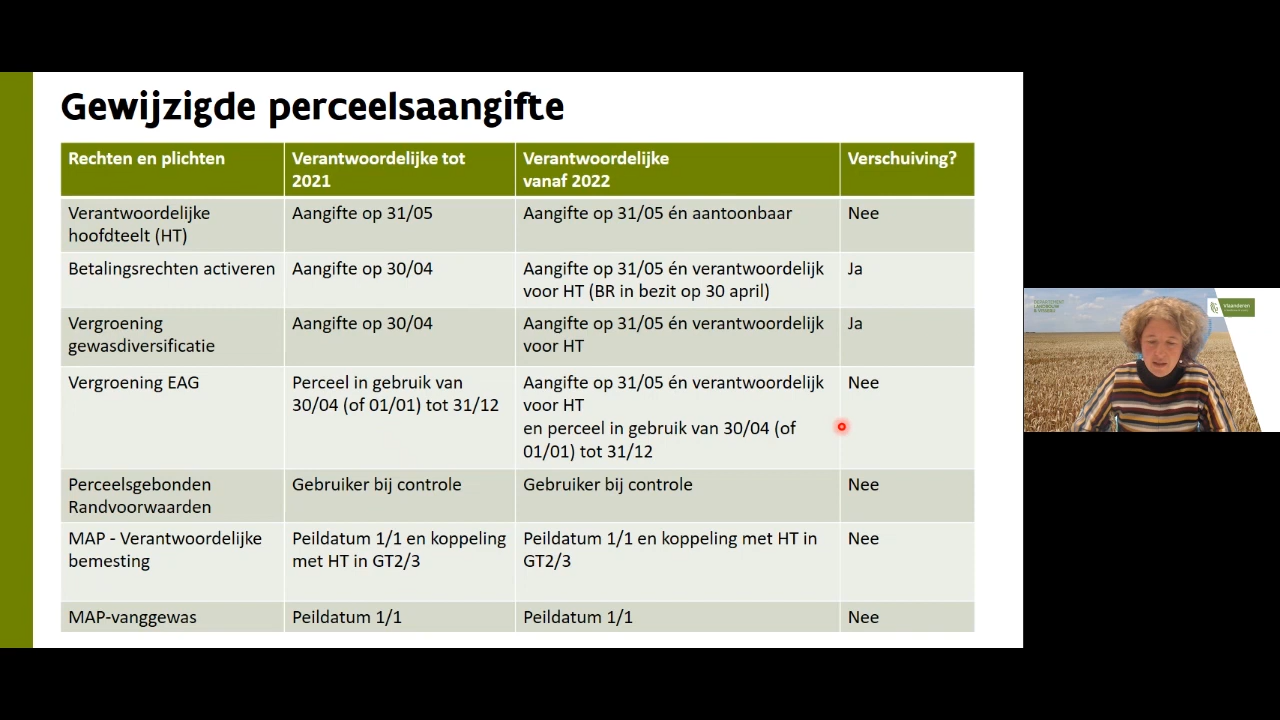 Gewijzigde perceelsaangifte
Rechten en plichten
Verantwoordelijke tot
2021
Verantwoordelijke
vanaf 2022
Verschuiving?
Verantwoordelijke
hoofdteelt (HT)
Aangifte op 31/05
Aangifte op 31/05 én aantoonbaar
Nee
Betalingsrechten activeren
Aangifte op 30/04
Aangifte op 31/05 én verantwoordelijk
voor HT (BR in bezit op 30 april)
Ja
Vergroening
gewasdiversificatie
Aangifte op 30/04
Aangifte op 31/05 én verantwoordelijk
voor HT
Ja
Vergroening EAG
Perceel in gebruik van
30/04 (of 01/01) tot 31/12
Aangifte op 31/05 én verantwoordelijk
voor HT
en perceel in gebruik van 30/04 (of
01/01) tot 31/12
Nee
Perceelsgebonden
Randvoorwaarden
Gebruiker bij controle
Gebruiker bij controle
Nee
MAP - Verantwoordelijke
bemesting
Peildatum 1/1 en koppeling
met HT in GT2/3
Peildatum 1/1 en koppeling met HT in
GT2/3
Nee
MAP-vanggewas
Peildatum 1/1
Peildatum 1/1
Nee
DEPARTEMENT
LANDBOUW
& VISSERIJ
Vlaanderen